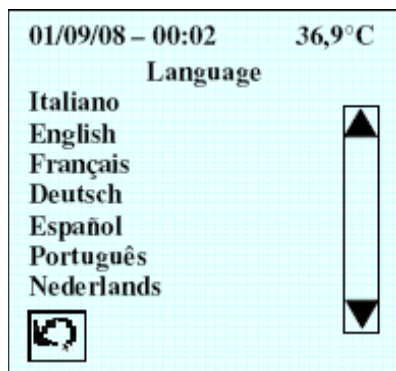 01/09/08 – 00:02 36,9°C
Language
Italiano
English
Français
Deutsch
Español
Português
Nederlands